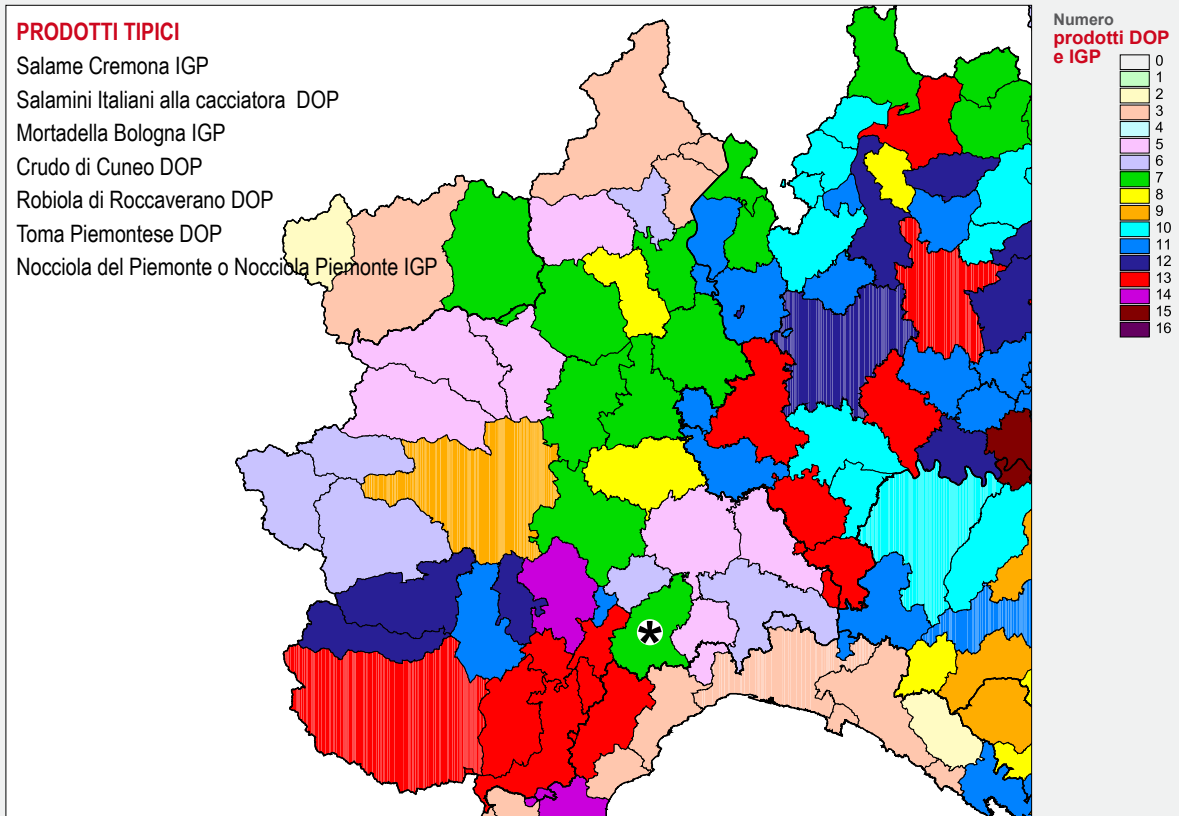 PRODOTTI TIPICI
Salame Cremona IGP
Salamini Italiani alla cacciatora DOP
Mortadella Bologna IGP
Crudo di Cuneo DOP
Robiola di Roccaverano DOP
Toma Piemontese DOP
Nocciola del Piemonte o Nocciola Piemonte IGP
*
Numero
prodotti DOP
e IGP
0
1
2
3
4
5
6
7
8
9
10
11
12
13
14
15
16